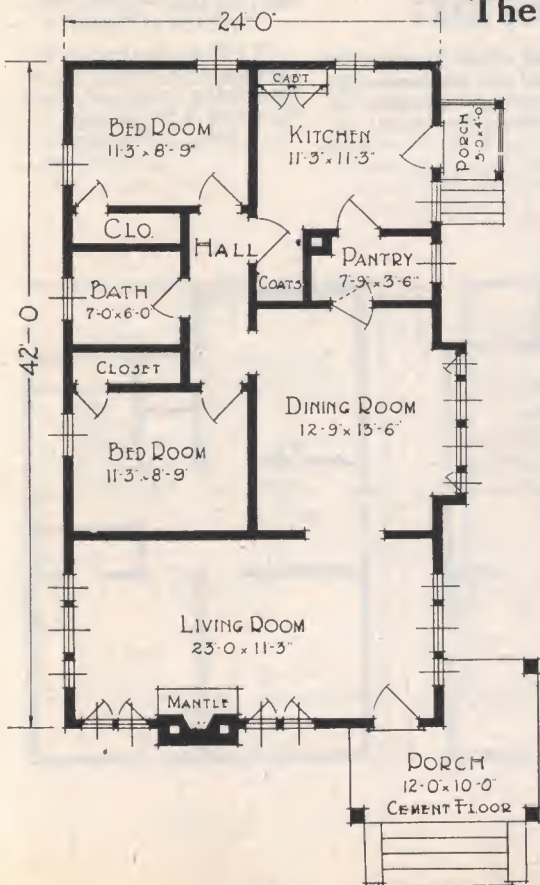 The
24'-0"
CAB'T
BED ROOM
11'-3" x 8'-9"
KITCHEN
11'-3" x 11'-3"
PORCH
5'-0 x 4'-0
CLO.
HALL
PANTRY
7'-9" x 3'-6"
COATS
BATH
7'-0" x 6'-0"
42'-0
CLOSET
DINING ROOM
12'-9" x 13'-6"
BED ROOM
11'-3" x 8'-9"
LIVING ROOM
23'-0 x 11'-3"
MANTLE
PORCH
12'-0" x 10'-0"
CEMENT FLOOR